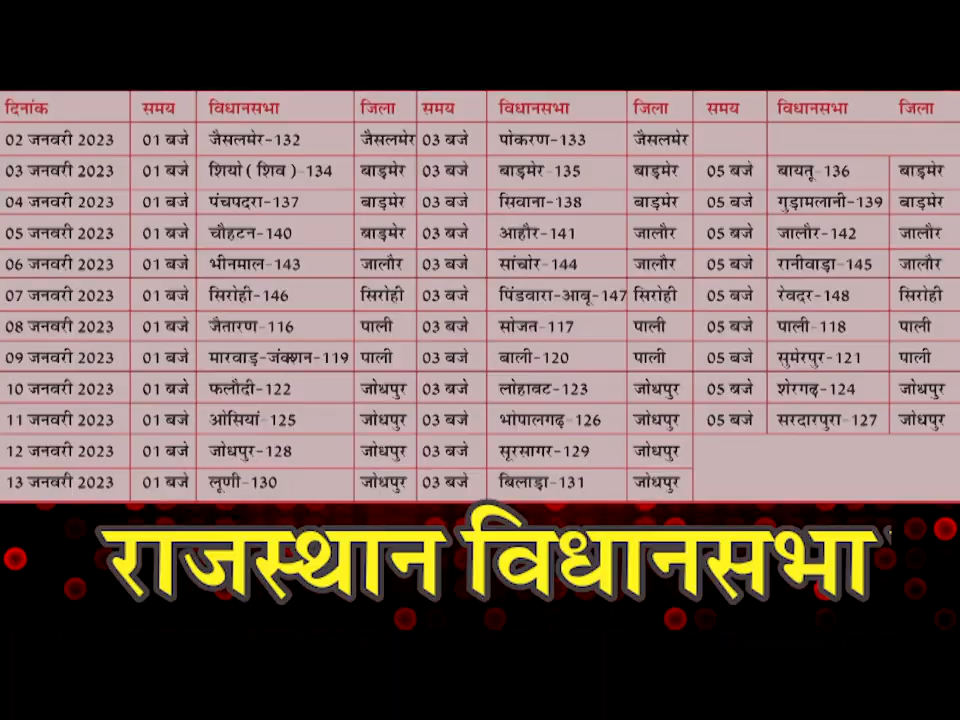 दिनांक समय विधानसभा जिला समय विधानसभा जिला समय विधानसभा जिला
02 जनवरी 2023 01 बजे जैसलमेर-132 जैसलमेर 03 बजे पोकरण-133 जैसलमेर
03 जनवरी 2023 01 बजे शियो ( शिव )-134 बाड़मेर 03 बजे बाड़मेर-135 बाड़मेर 05 बजे बायतू-136 बाड़मेर
04 जनवरी 2023 01 बजे पंचपदरा-137 बाड़मेर 03 बजे सिवाना-138 बाड़मेर 05 बजे गुड़ामलानी-139 बाड़मेर
05 जनवरी 2023 01 बजे चौहटन-140 बाड़मेर 03 बजे आहौर-141 जालौर 05 बजे जालौर-142 जालौर
06 जनवरी 2023 01 बजे भीनमाल-143 जालौर 03 बजे सांचोर-144 जालौर 05 बजे रानीवाड़ा-145 जालौर
07 जनवरी 2023 01 बजे सिरोही-146 सिरोही 03 बजे पिंडवारा-आबू-147 सिरोही 05 बजे रेवदर-148 सिरोही
08 जनवरी 2023 01 बजे जैतारण-116 पाली 03 बजे सोजत-117 पाली 05 बजे पाली-118 पाली
09 जनवरी 2023 01 बजे मारवाड़-जंक्शन-119 पाली 03 बजे बाली-120 पाली 05 बजे सुमेरपुर-121 पाली
10 जनवरी 2023 01 बजे फलौदी-122 जोधपुर 03 बजे लोहावट-123 जोधपुर 05 बजे शेरगढ़-124 जोधपुर
11 जनवरी 2023 01 बजे ओसियां-125 जोधपुर 03 बजे भोपालगढ़-126 जोधपुर 05 बजे सरदारपुरा-127 जोधपुर
12 जनवरी 2023 01 बजे जोधपुर-128 जोधपुर 03 बजे सूरसागर-129 जोधपुर
13 जनवरी 2023 01 बजे लूणी-130 जोधपुर 03 बजे बिलाड़ा-131 जोधपुर
राजस्थान विधानसभा